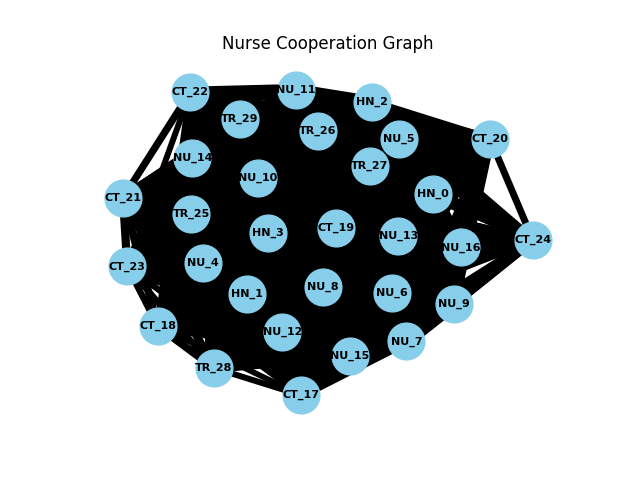 Nurse Cooperation Graph
CT_22
NU_11
HN_2
TR_29
TR_26
NU_5
CT_20
NU_14
TR_27
NU_10
HN_0
CT_21
TR_25
HN_3
CT_19
NU_13
NU_16
CT_24
NU_4
CT_23
HN_1
NU_8
NU_6
NU_9
CT_18
NU_12
NU_7
NU_15
TR_28
CT_17